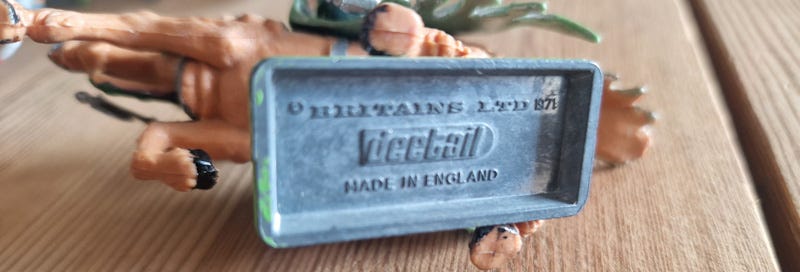 © BRITAINS LTD 1971
Deetail
MADE IN ENGLAND